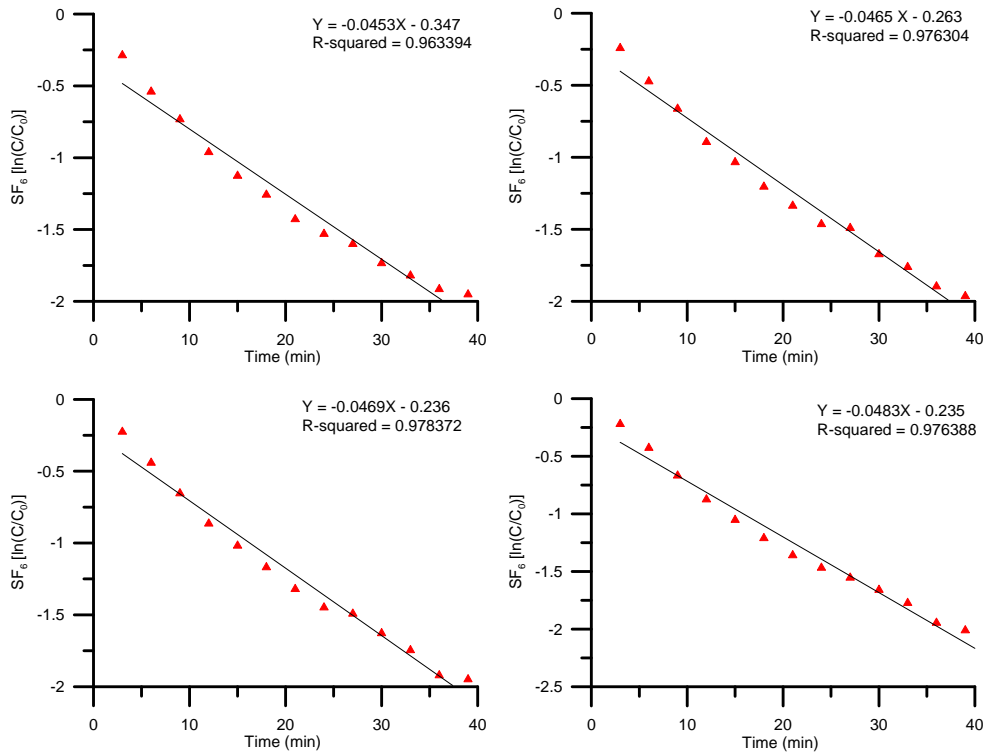 Y = -0.0453X - 0.347
R-squared = 0.963394
0
-0.5
-1
-1.5
-2
SF₆ [ln(C/C₀)]
0 10 20 30 40
Time (min)
Y = -0.0465 X - 0.263
R-squared = 0.976304
0
-0.5
-1
-1.5
-2
SF₆ [ln(C/C₀)]
0 10 20 30 40
Time (min)
Y = -0.0469X - 0.236
R-squared = 0.978372
0
-0.5
-1
-1.5
-2
SF₆ [ln(C/C₀)]
0 10 20 30 40
Time (min)
Y = -0.0483X - 0.235
R-squared = 0.976388
0
-0.5
-1
-1.5
-2
-2.5
SF₆ [ln(C/C₀)]
0 10 20 30 40
Time (min)